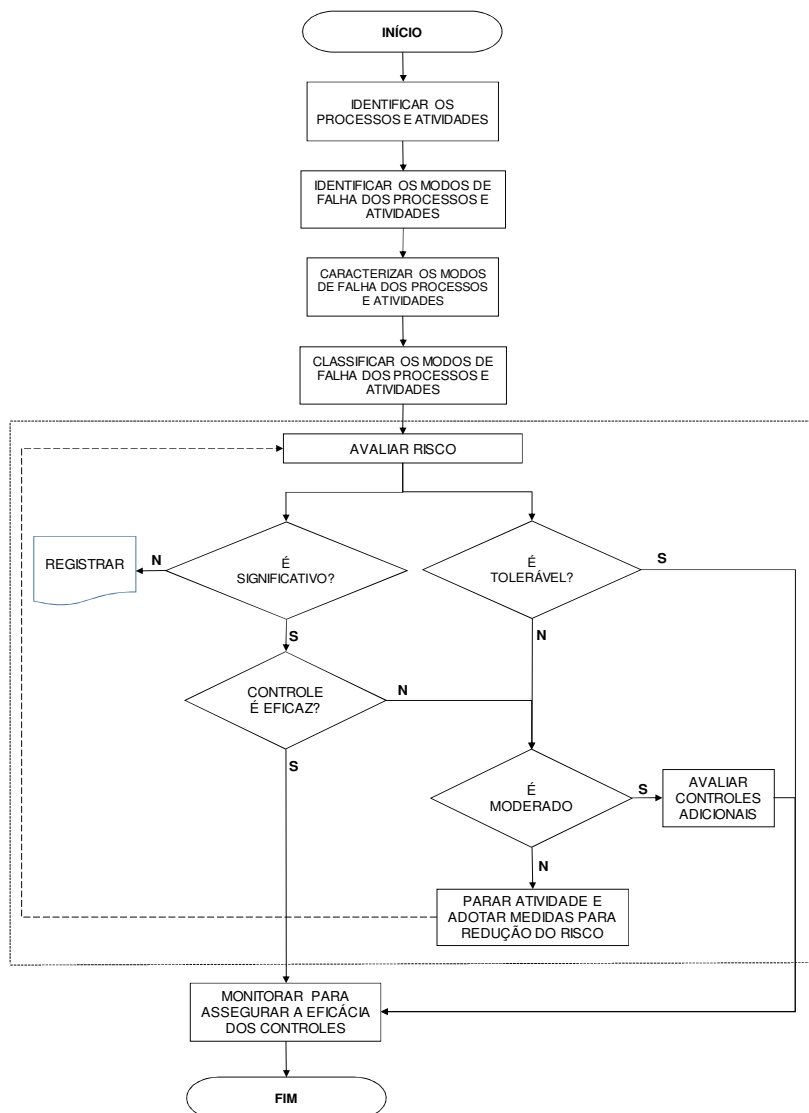 INÍCIO
IDENTIFICAR OS
PROCESSOS E ATIVIDADES
IDENTIFICAR OS MODOS DE
FALHA DOS PROCESSOS E
ATIVIDADES
CARACTERIZAR OS MODOS
DE FALHA DOS PROCESSOS
E ATIVIDADES
CLASSIFICAR OS MODOS DE
FALHA DOS PROCESSOS E
ATIVIDADES
AVALIAR RISCO
REGISTRAR
N
É
SIGNIFICATIVO?
É
TOLERÁVEL?
S
S
N
CONTROLE
É EFICAZ?
N
S
É
MODERADO
S
AVALIAR
CONTROLES
ADICIONAIS
N
PARAR ATIVIDADE E
ADOTAR MEDIDAS PARA
REDUÇÃO DO RISCO
MONITORAR PARA
ASSEGURAR A EFICÁCIA
DOS CONTROLES
FIM